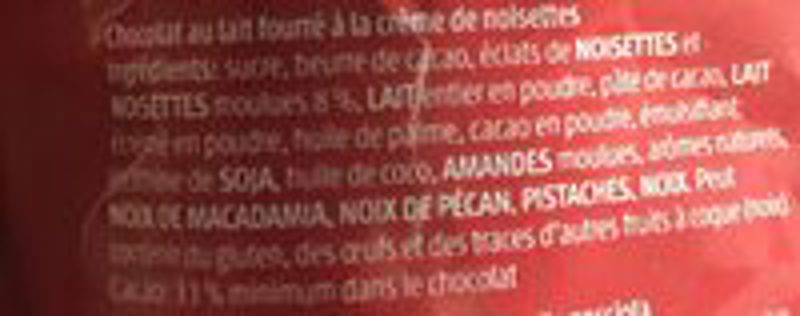 Chocolat au lait fourré à la crème de noisettes
Ingrédients: sucre, beurre de cacao, éclats de NOISETTES et
NOISETTES moulues 8 %, LAIT entier en poudre, pâte de cacao, LAIT
en poudre, huile de palme, cacao en poudre, émulsifiant:
de SOJA, huile de coco, AMANDES moulues, arômes naturels,
NOIX DE MACADAMIA, NOIX DE PÉCAN, PISTACHES, NOIX. Peut
contenir du gluten, des œufs et des traces d'autres fruits à coque (noix).
Cacao: 31 % minimum dans le chocolat